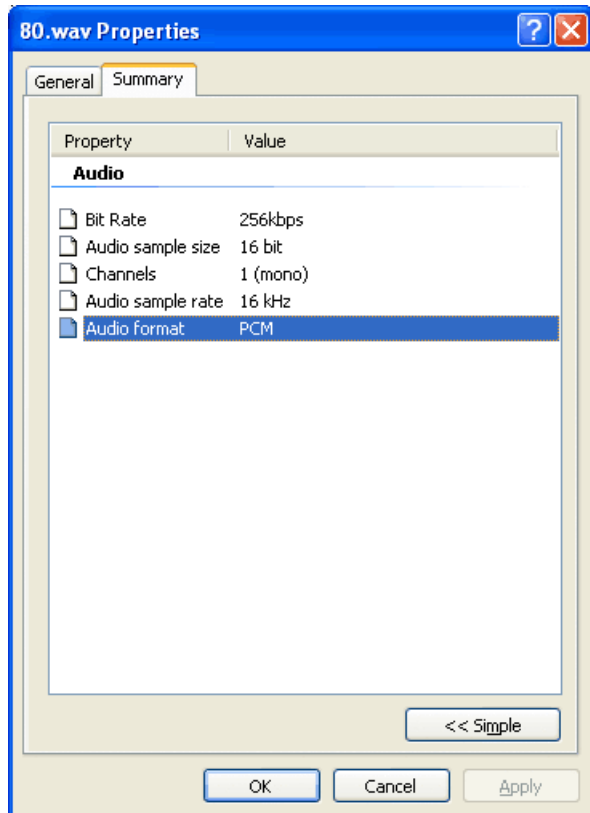 80.wav Properties
General Summary
Property Value
Audio
Bit Rate 256kbps
Audio sample size 16 bit
Channels 1 (mono)
Audio sample rate 16 kHz
Audio format PCM
<< Simple
OK Cancel Apply